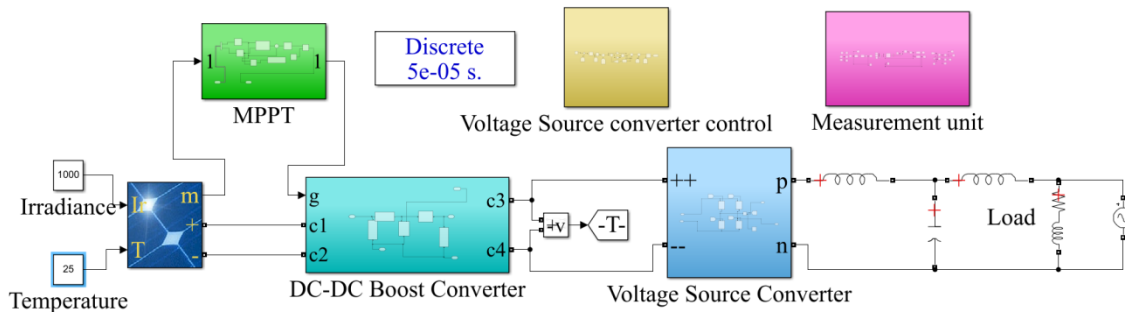 Discrete
5e-05 s.
1 1
MPPT
Voltage Source converter control
Measurement unit
1000
Irradiance
Ir m
T +
-
25
Temperature
g
c1 c3
c2 c4
DC-DC Boost Converter
+v
-T-
++ p
-- n
Voltage Source Converter
+
+
+
Load
+